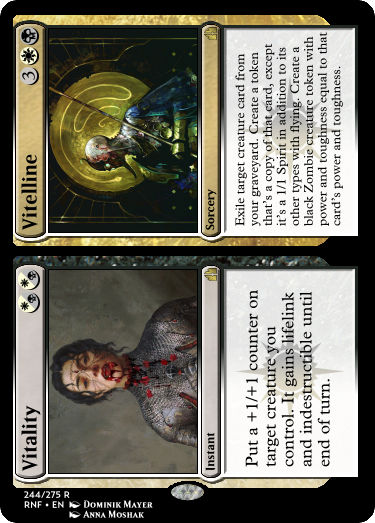 Vitality
Instant
Put a +1/+1 counter on
target creature you
control. It gains lifelink
and indestructible until
end of turn.
Vitelline
3
Sorcery
Exile target creature card from
your graveyard. Create a token
that's a copy of that card, except
it's a 1/1 Spirit in addition to its
other types with flying. Create a
black Zombie creature token with
power and toughness equal to that
card's power and toughness.
244/275 R
RNF • EN Dominik Mayer
Anna Moshak